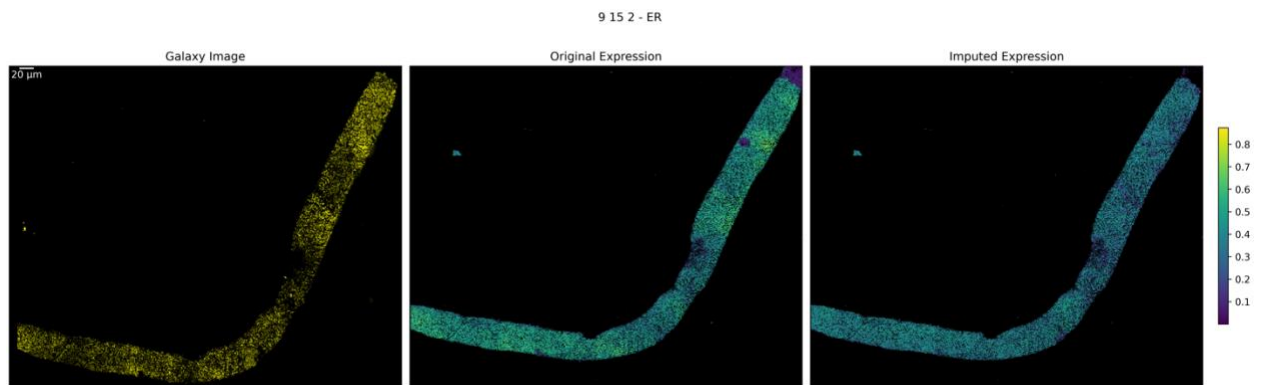 9 15 2 - ER
Galaxy Image
Original Expression
Imputed Expression
20 µm
0.8
0.7
0.6
0.5
0.4
0.3
0.2
0.1